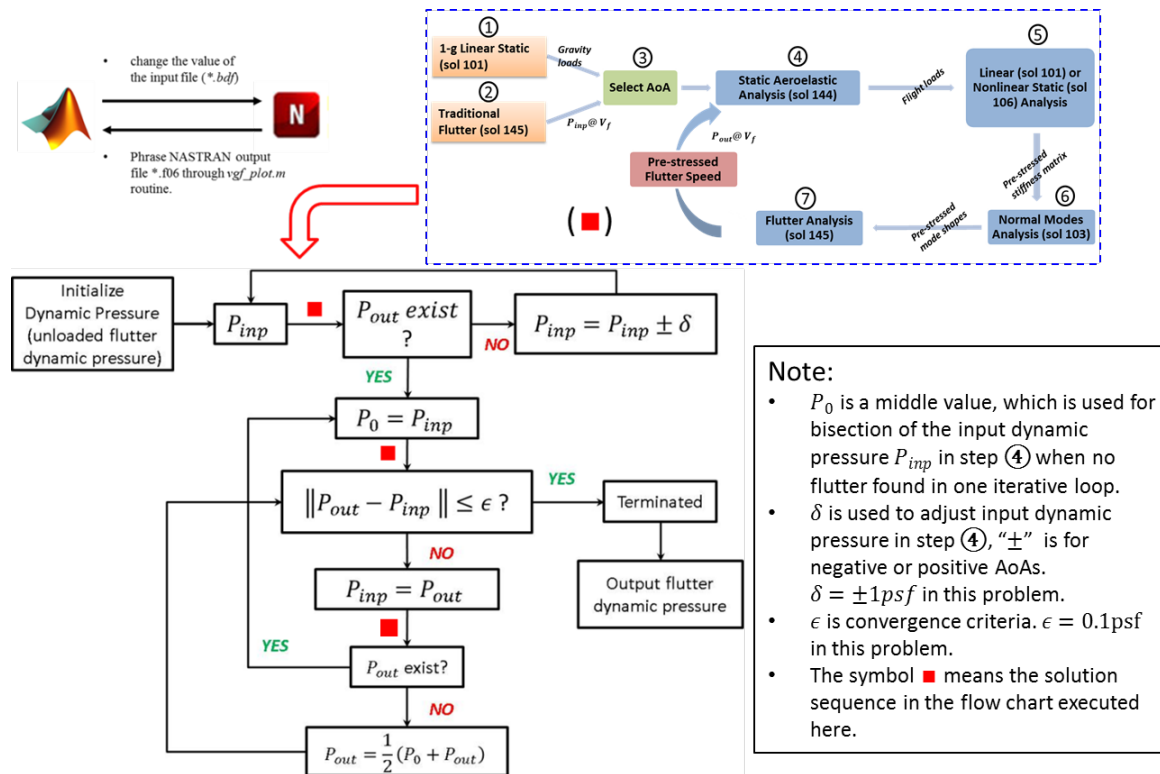 • change the value of
the input file (*.bdf)
N
• Phrase NASTRAN output
file *.f06 through vgf_plot.m
routine.
①
1-g Linear Static
(sol 101)
Gravity
loads
②
Traditional
Flutter (sol 145)
P_inp@ V_f
③
Select AoA
④
Static Aeroelastic
Analysis (sol 144)
Flight loads
⑤
Linear (sol 101) or
Nonlinear Static (sol
106) Analysis
Pre-stressed
stiffness matrix
⑥
Normal Modes
Analysis (sol 103)
Pre-stressed
mode shapes
⑦
Flutter Analysis
(sol 145)
Pre-stressed
Flutter Speed
P_out@ V_f
(■)
Initialize
Dynamic Pressure
(unloaded flutter
dynamic pressure)
P_inp
■
P_out exist
?
NO
P_inp = P_inp ± δ
YES
P_0 = P_inp
■
‖P_out − P_inp ‖ ≤ ϵ ?
YES
Terminated
Output flutter
dynamic pressure
NO
P_inp = P_out
■
YES
P_out exist?
NO
P_out = 1/2 (P_0 + P_out)
Note:
• P_0 is a middle value, which is used for
bisection of the input dynamic
pressure P_inp in step ④ when no
flutter found in one iterative loop.
• δ is used to adjust input dynamic
pressure in step ④, “±” is for
negative or positive AoAs.
δ = ±1psf in this problem.
• ϵ is convergence criteria. ϵ = 0.1psf
in this problem.
• The symbol ■ means the solution
sequence in the flow chart executed
here.